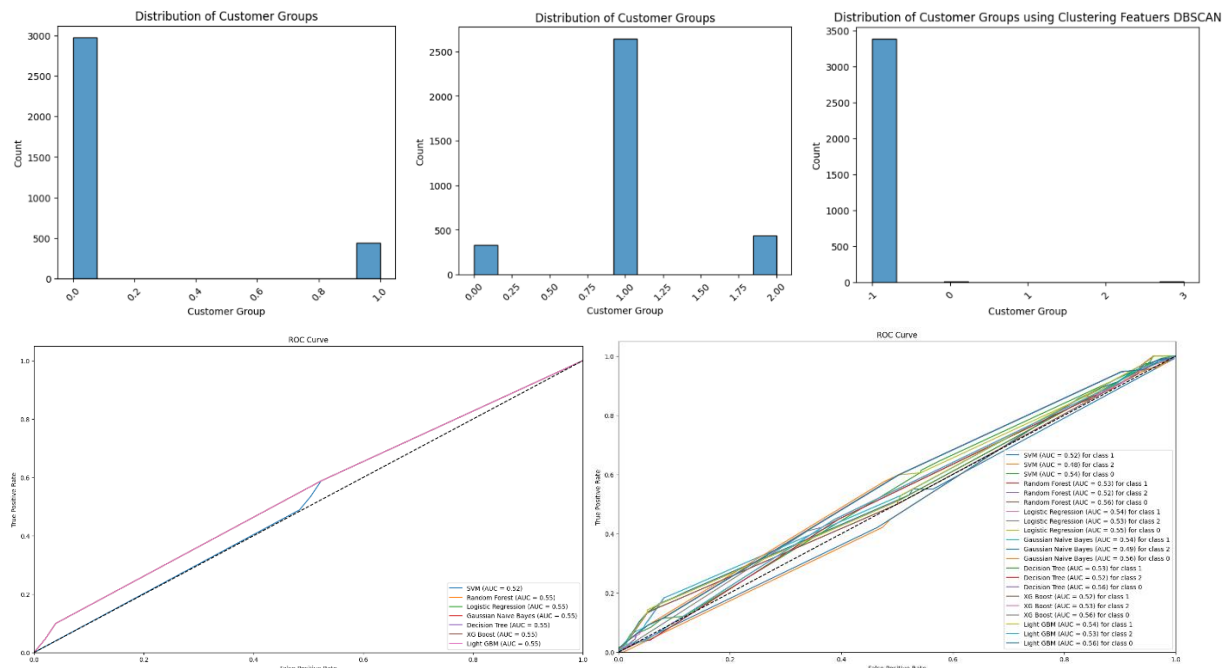 Distribution of Customer Groups
3000
2500
2000
1500
1000
500
0
Count
0.0
0.2
0.4
0.6
0.8
1.0
Customer Group
Distribution of Customer Groups
2500
2000
1500
1000
500
0
Count
0.00
0.25
0.50
0.75
1.00
1.25
1.50
1.75
2.00
Customer Group
Distribution of Customer Groups using Clustering Featuers DBSCAN
3500
3000
2500
2000
1500
1000
500
0
Count
-1
0
1
2
3
Customer Group
ROC Curve
1.0
0.8
0.6
0.4
0.2
0.0
True Positive Rate
0.0
0.2
0.4
0.6
0.8
1.0
SVM (AUC = 0.52)
Random Forest (AUC = 0.55)
Logistic Regression (AUC = 0.55)
Gaussian Naive Bayes (AUC = 0.55)
Decision Tree (AUC = 0.55)
XG Boost (AUC = 0.55)
Light GBM (AUC = 0.55)
ROC Curve
1.0
0.8
0.6
0.4
0.2
0.0
True Positive Rate
0.0
0.2
0.4
0.6
0.8
1.0
SVM (AUC = 0.52) for class 1
SVM (AUC = 0.48) for class 2
SVM (AUC = 0.54) for class 0
Random Forest (AUC = 0.53) for class 1
Random Forest (AUC = 0.52) for class 2
Random Forest (AUC = 0.56) for class 0
Logistic Regression (AUC = 0.54) for class 1
Logistic Regression (AUC = 0.53) for class 2
Logistic Regression (AUC = 0.55) for class 0
Gaussian Naive Bayes (AUC = 0.54) for class 1
Gaussian Naive Bayes (AUC = 0.49) for class 2
Gaussian Naive Bayes (AUC = 0.56) for class 0
Decision Tree (AUC = 0.53) for class 1
Decision Tree (AUC = 0.52) for class 2
Decision Tree (AUC = 0.56) for class 0
XG Boost (AUC = 0.52) for class 1
XG Boost (AUC = 0.53) for class 2
XG Boost (AUC = 0.56) for class 0
Light GBM (AUC = 0.54) for class 1
Light GBM (AUC = 0.53) for class 2
Light GBM (AUC = 0.56) for class 0